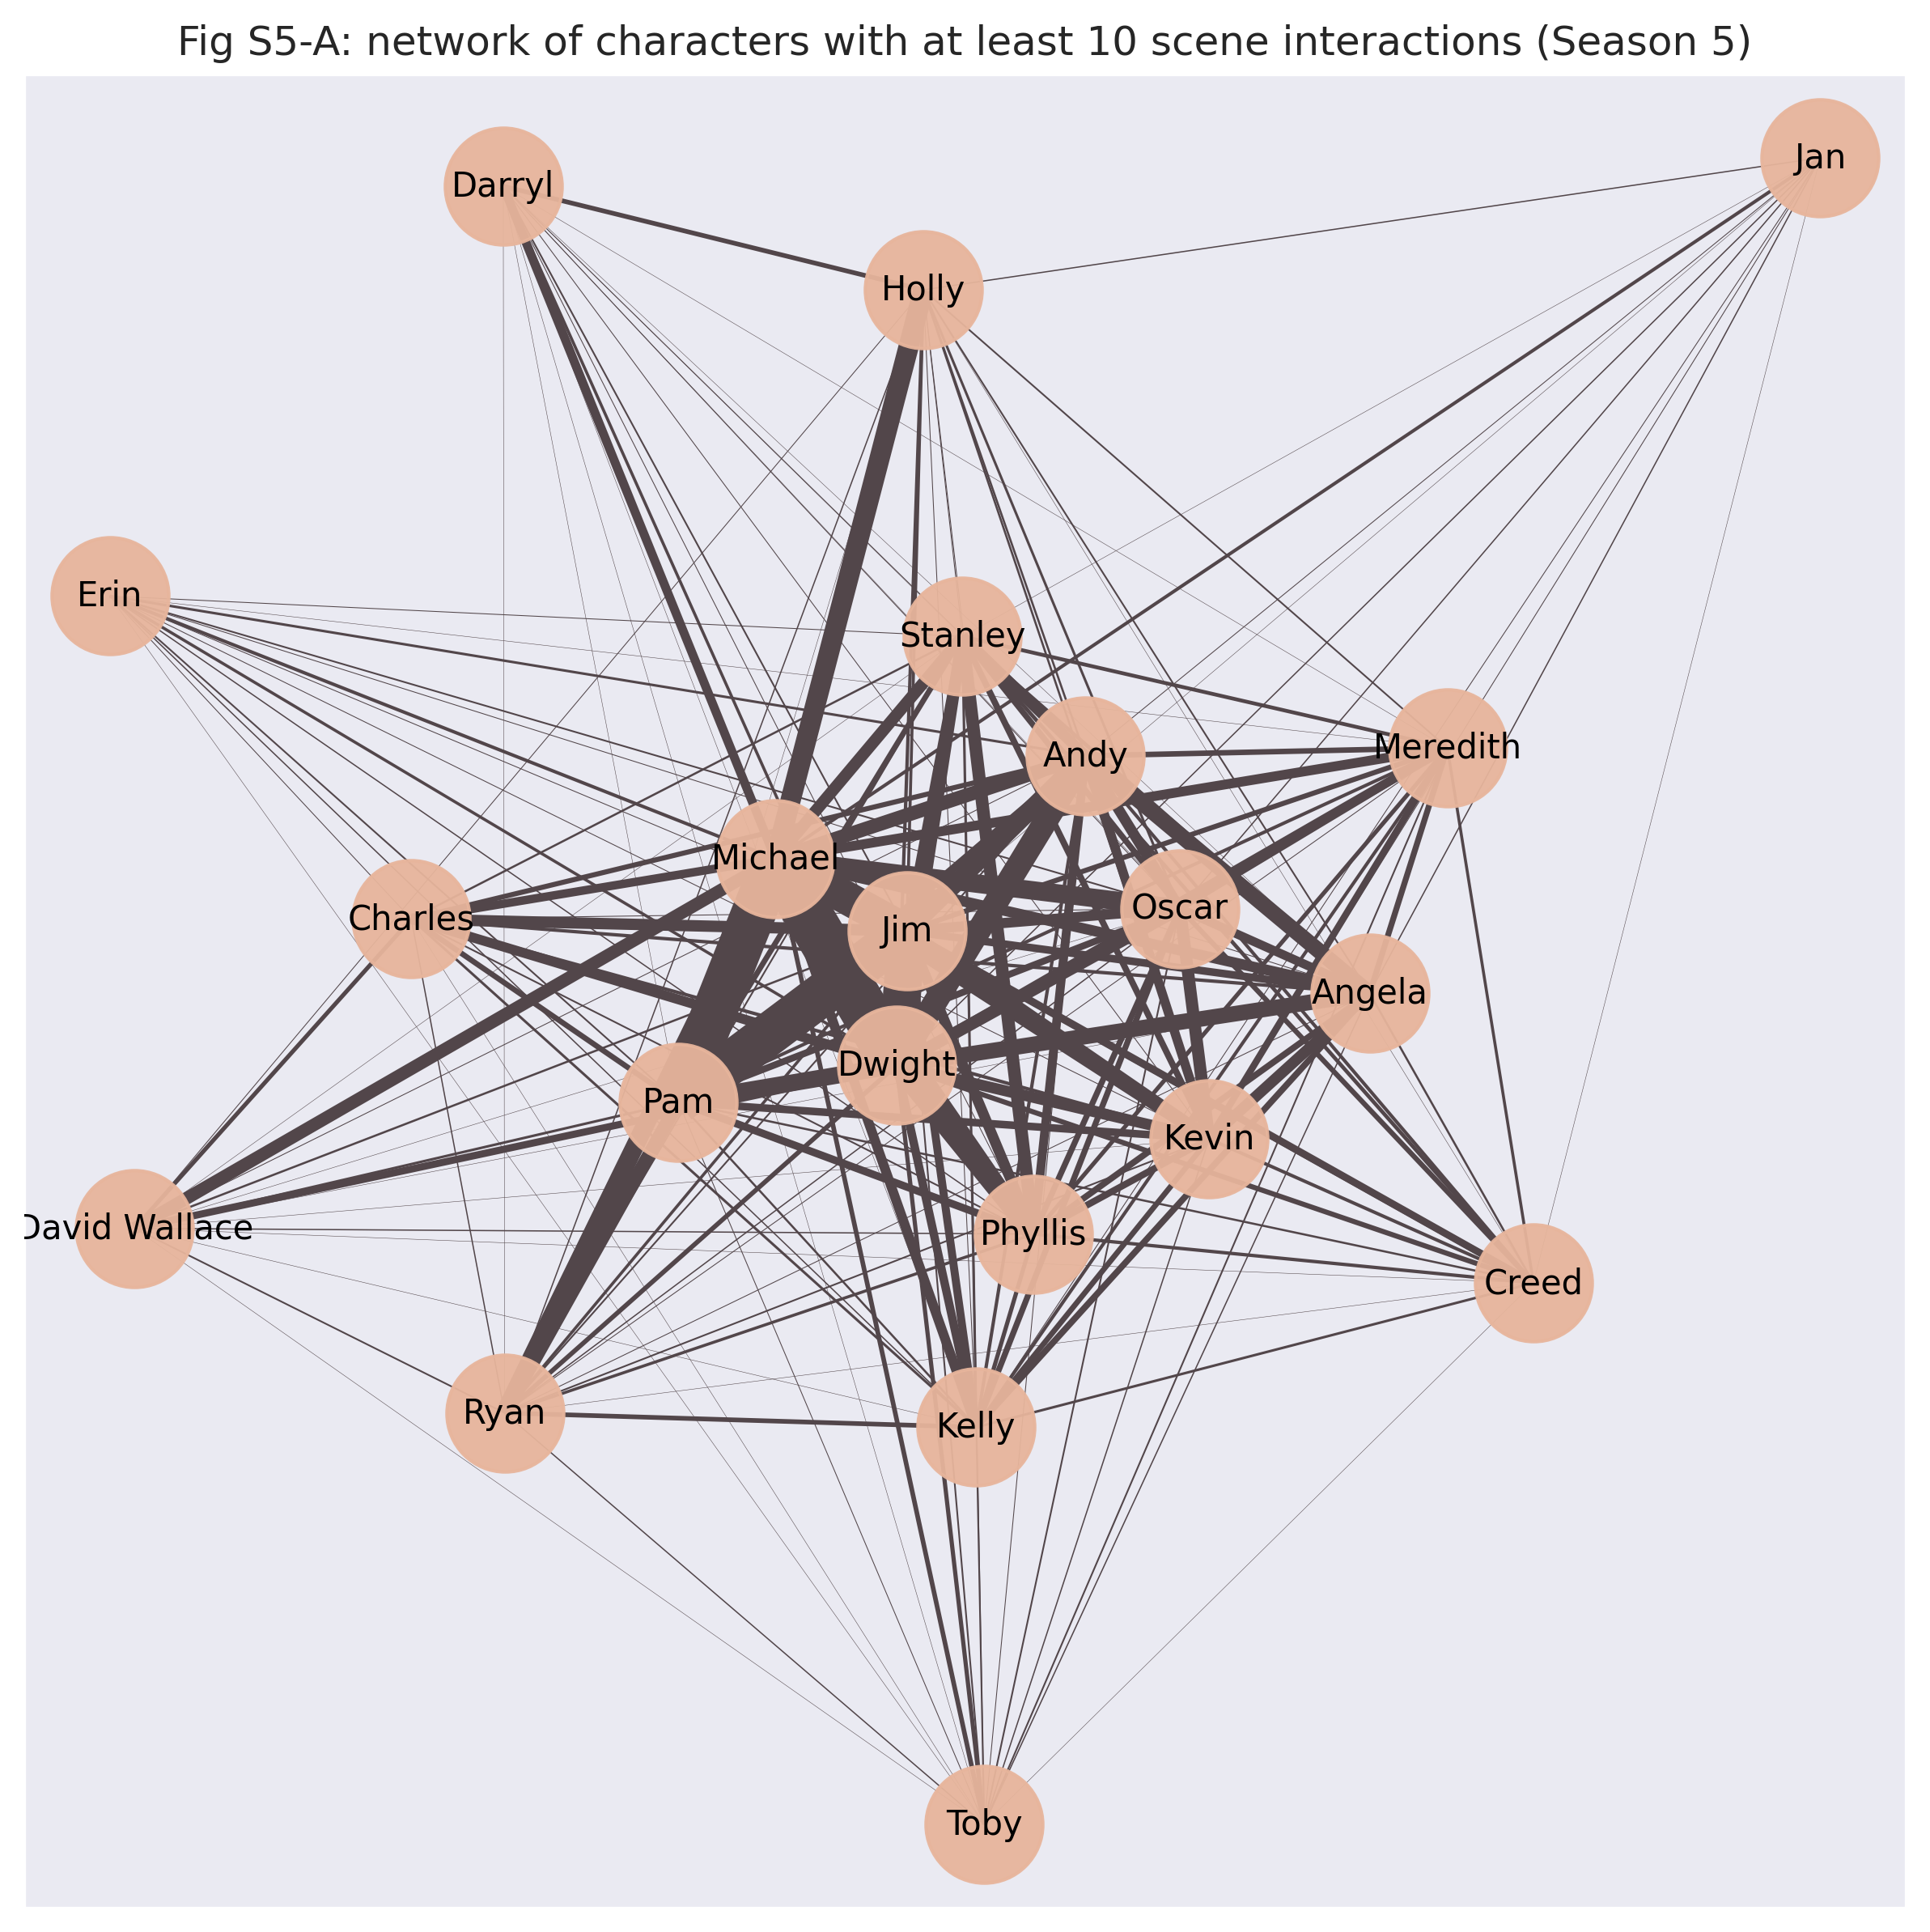 Fig S5-A: network of characters with at least 10 scene interactions (Season 5)
Jan
Darryl
Holly
Erin
Stanley
Meredith
Andy
Michael
Oscar
Charles
Jim
Angela
Dwight
Pam
Kevin
David Wallace
Phyllis
Creed
Ryan
Kelly
Toby